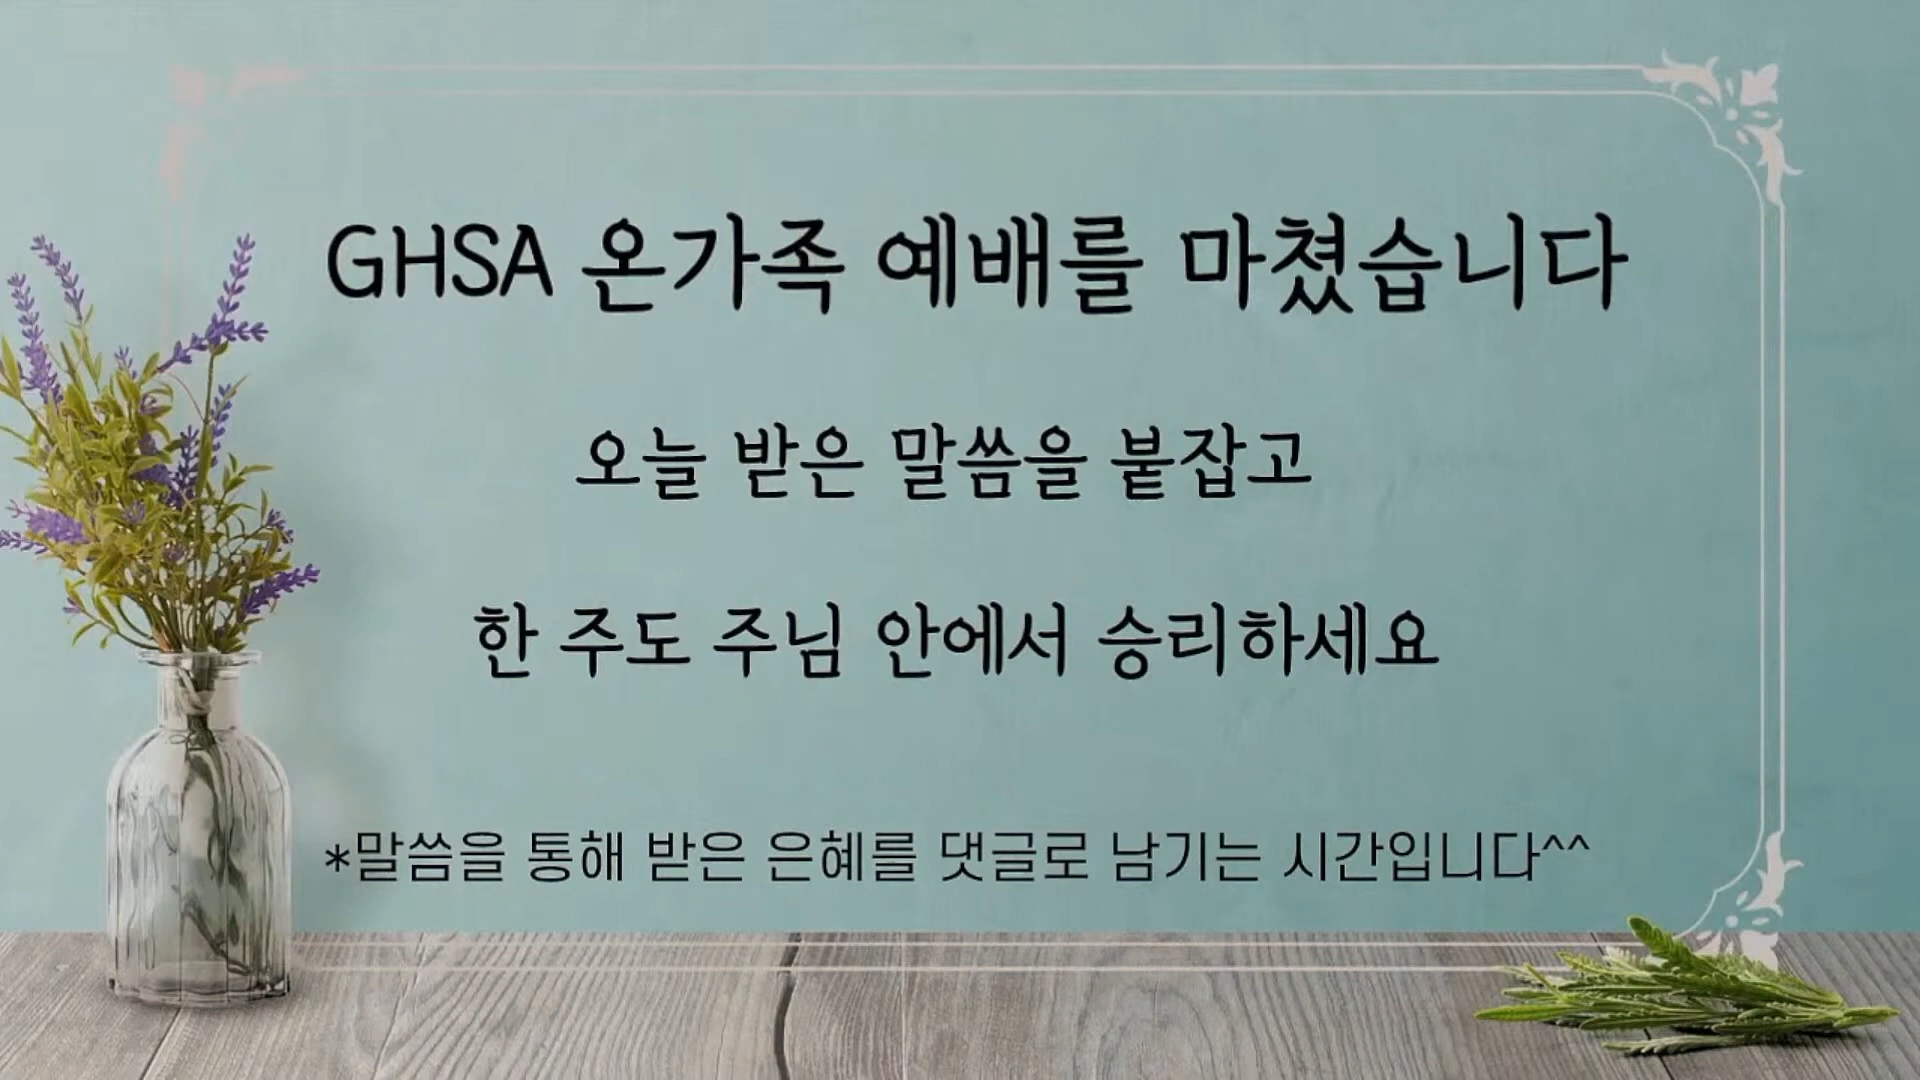 GHSA 온가족 예배를 마쳤습니다
오늘 받은 말씀을 붙잡고
한 주도 주님 안에서 승리하세요
*말씀을 통해 받은 은혜를 댓글로 남기는 시간입니다^^